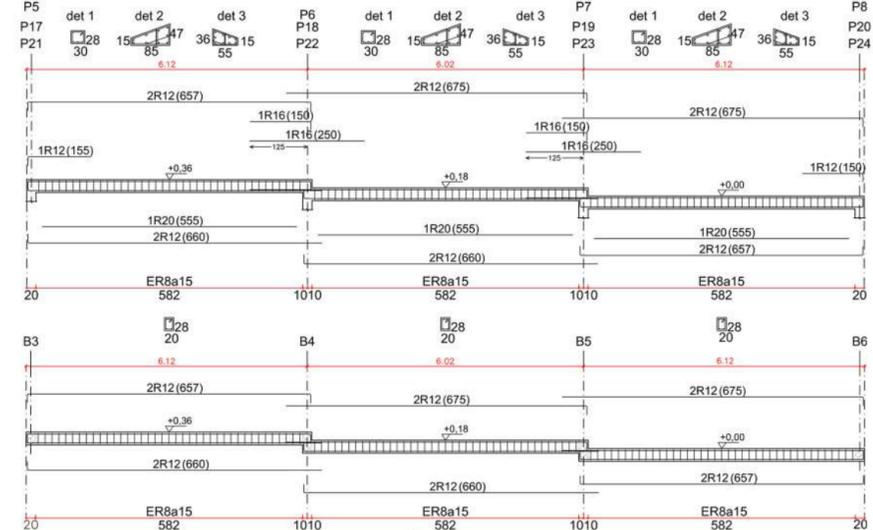 P5 P6 P7 P8
det 1 det 2 det 3 det 1 det 2 det 3 det 1 det 2 det 3
P17 P18 P19 P20
28 15 47 36 15 28 15 47 36 15 28 15 47 36 15
P21 P22 P23 P24
30 85 55 30 85 55 30 85 55
6.12 6.02 6.12
2R12(657) 2R12(675) 2R12(675)
1R16(150) 1R16(150)
1R16(250) 1R16(250)
1R12(155) 125 125 1R12(150)
+0,36 +0,18 +0,00
1R20(555) 1R20(555) 1R20(555)
2R12(660) 2R12(660) 2R12(657)
ER8a15 ER8a15 ER8a15
20 582 1010 582 1010 582 20
28 28 28
20 20 20
B3 B4 B5 B6
6.12 6.02 6.12
2R12(657) 2R12(675) 2R12(675)
+0,36 +0,18 +0,00
2R12(660) 2R12(660) 2R12(657)
ER8a15 ER8a15 ER8a15
20 582 1010 582 1010 582 20